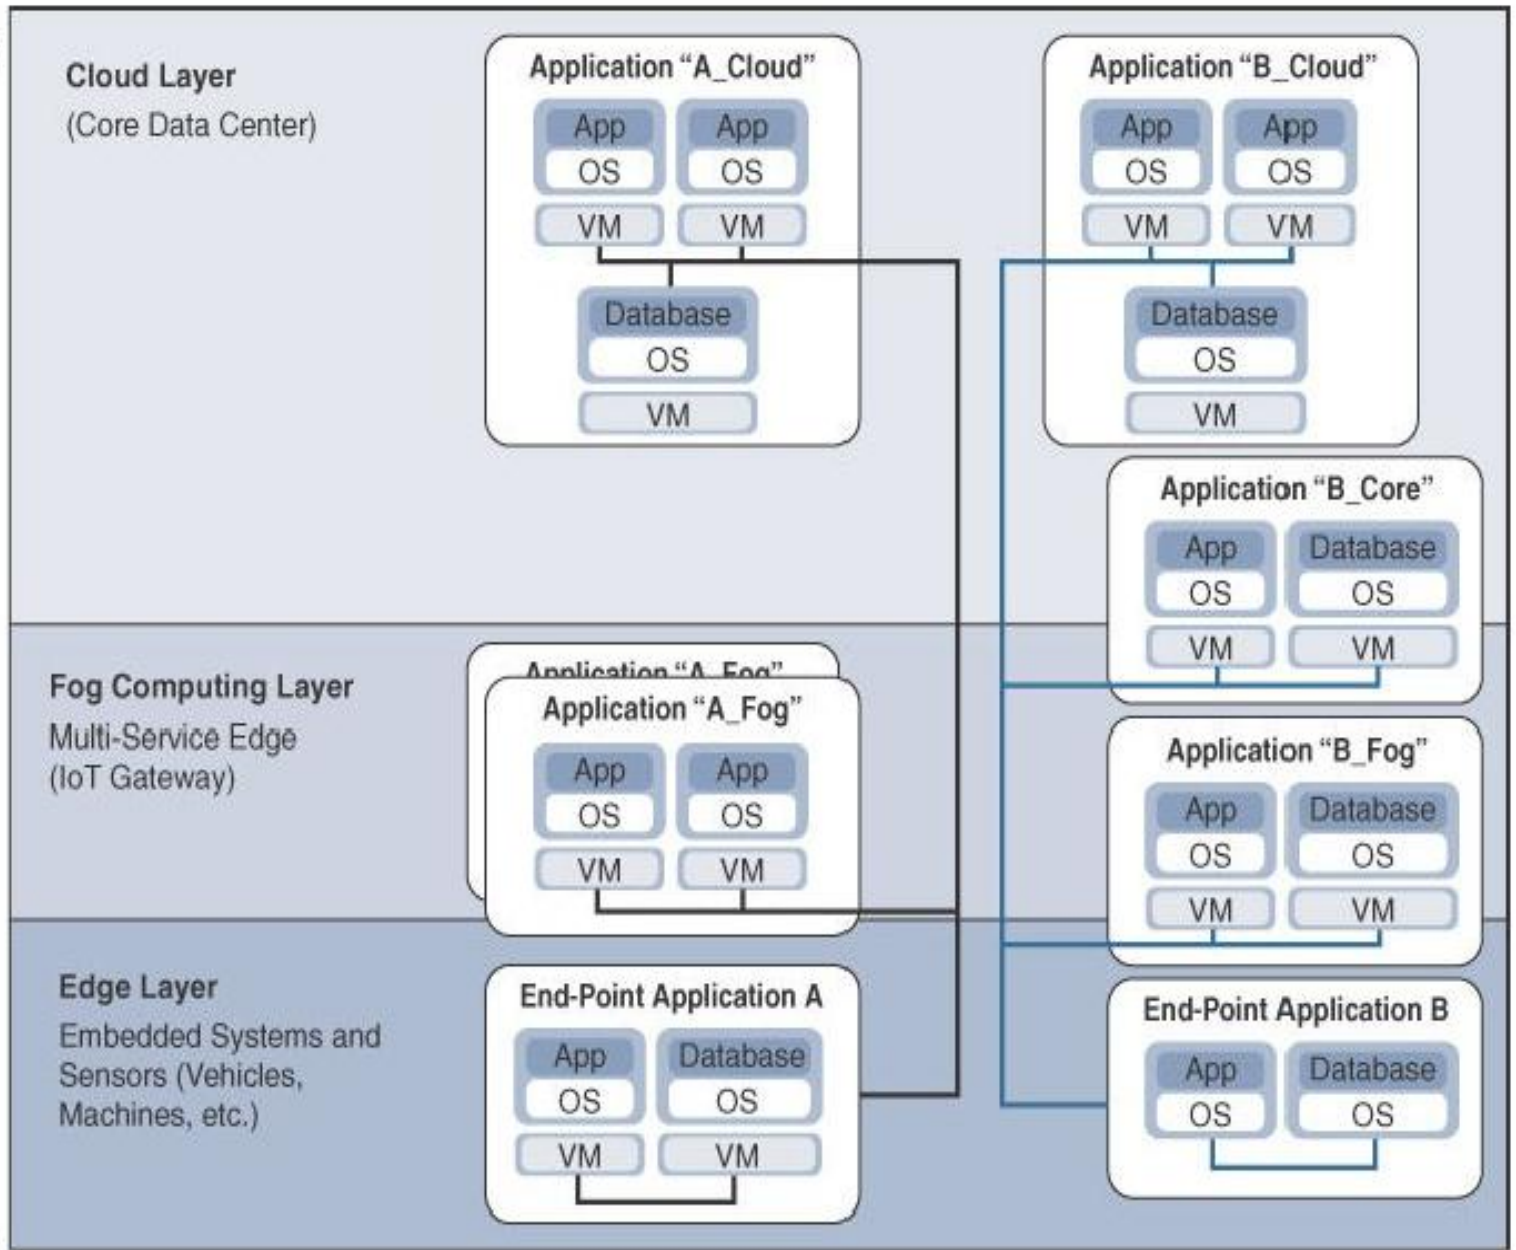 Cloud Layer
(Core Data Center)
Application “A_Cloud”
App App
OS OS
VM VM
Database
OS
VM
Application “B_Cloud”
App App
OS OS
VM VM
Database
OS
VM
Application “B_Core”
App Database
OS OS
VM VM
Fog Computing Layer
Multi-Service Edge
(IoT Gateway)
Application “A_Fog”
Application “A_Fog”
App App
OS OS
VM VM
Application “B_Fog”
App Database
OS OS
VM VM
Edge Layer
Embedded Systems and
Sensors (Vehicles,
Machines, etc.)
End-Point Application A
App Database
OS OS
VM VM
End-Point Application B
App Database
OS OS